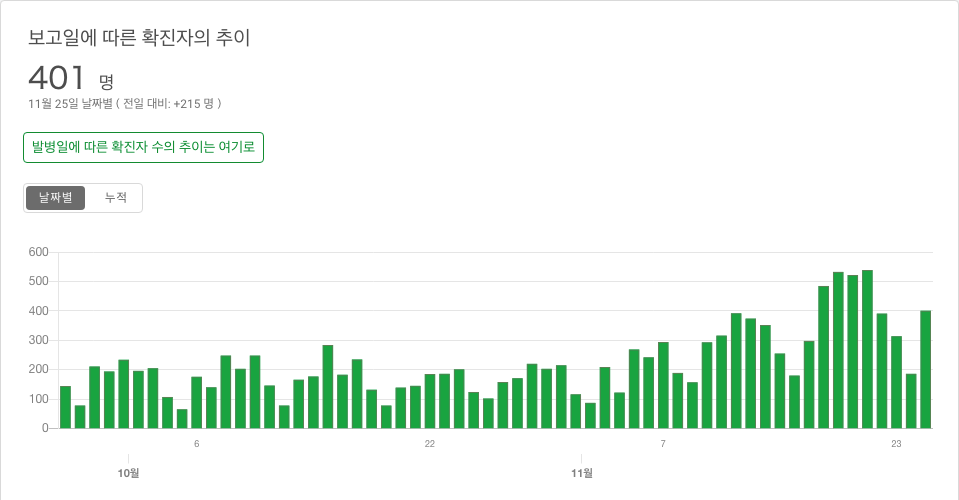 보고일에 따른 확진자의 추이
401 명
11월 25일 날짜별 ( 전일 대비: +215 명 )
발병일에 따른 확진자 수의 추이는 여기로
날짜별 누적
600
500
400
300
200
100
0
6 22 7 23
10월 11월